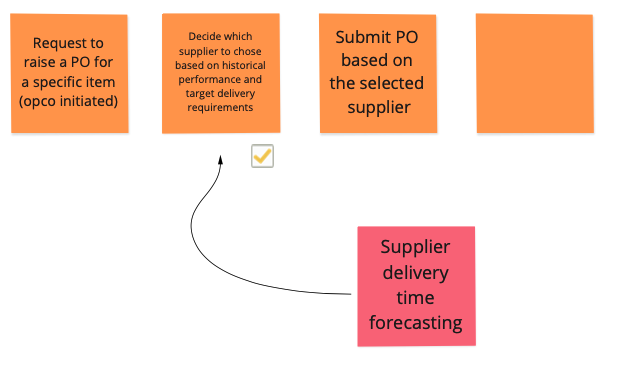 Request to
raise a PO for
a specific item
(opco initiated)
Decide which
supplier to chose
based on historical
performance and
target delivery
requirements
Submit PO
based on
the selected
supplier
Supplier
delivery
time
forecasting